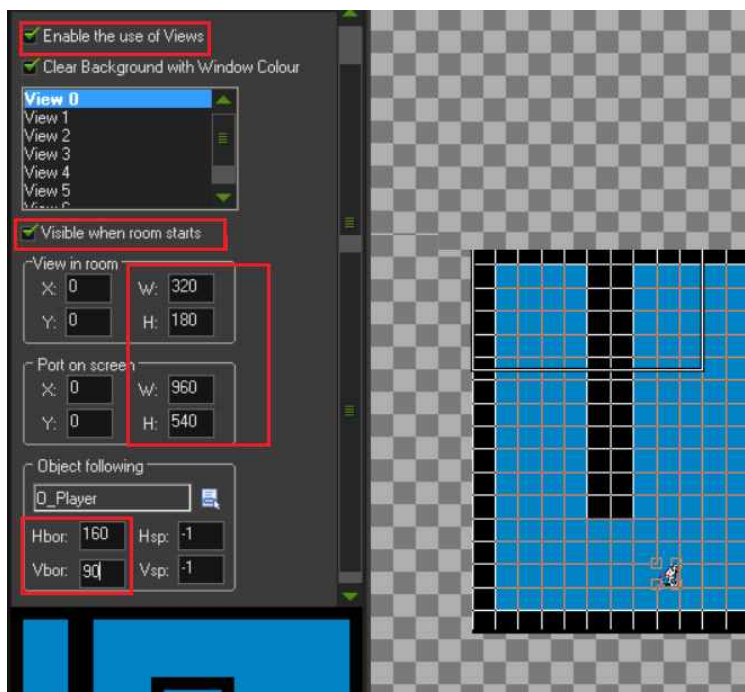 Enable the use of Views
Clear Background with Window Colour
View 0
View 1
View 2
View 3
View 4
View 5
Visible when room starts
View in room
X: 0 W: 320
Y: 0 H: 180
Port on screen
X: 0 W: 960
Y: 0 H: 540
Object following
O_Player
Hbor: 160 Hsp: -1
Vbor: 90 Vsp: -1